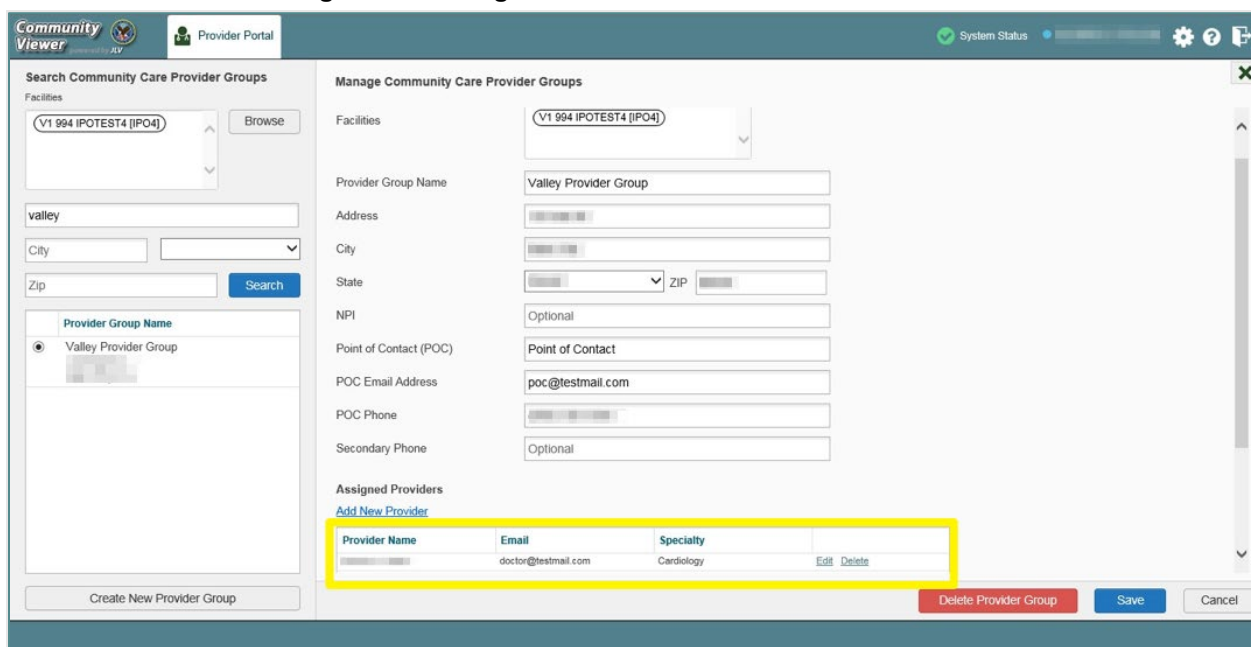 Community
Viewer powered by JLV
Provider Portal
System Status
Search Community Care Provider Groups
Facilities
V1 994 IPOTEST4 [IPO4]
Browse
valley
City
Zip
Search
Provider Group Name
Valley Provider Group
Create New Provider Group
Manage Community Care Provider Groups
Facilities V1 994 IPOTEST4 [IPO4]
Provider Group Name Valley Provider Group
Address
City
State ZIP
NPI Optional
Point of Contact (POC) Point of Contact
POC Email Address poc@testmail.com
POC Phone
Secondary Phone Optional
Assigned Providers
Add New Provider
Provider Name Email Specialty
doctor@testmail.com Cardiology Edit Delete
Delete Provider Group Save Cancel